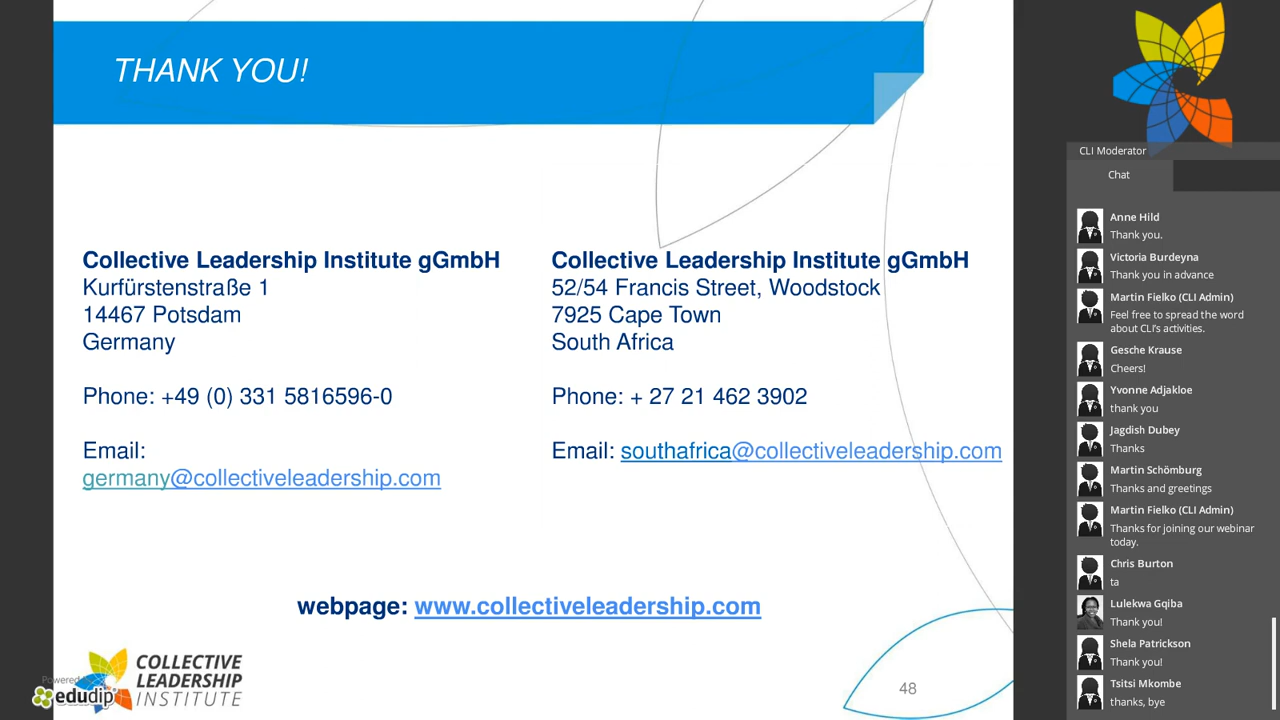 THANK YOU!
Collective Leadership Institute gGmbH
Kurfürstenstraße 1
14467 Potsdam
Germany
Phone: +49 (0) 331 5816596-0
Email:
germany@collectiveleadership.com
Collective Leadership Institute gGmbH
52/54 Francis Street, Woodstock
7925 Cape Town
South Africa
Phone: + 27 21 462 3902
Email: southafrica@collectiveleadership.com
webpage: www.collectiveleadership.com
COLLECTIVE
LEADERSHIP
INSTITUTE
Powered
edudip
48
CLI Moderator
Chat
Anne Hild
Thank you.
Victoria Burdeyna
Thank you in advance
Martin Fielko (CLI Admin)
Feel free to spread the word
about CLI's activities.
Gesche Krause
Cheers!
Yvonne Adjakloe
thank you
Jagdish Dubey
Thanks
Martin Schömburg
Thanks and greetings
Martin Fielko (CLI Admin)
Thanks for joining our webinar
today.
Chris Burton
ta
Lulekwa Gqiba
Thank you!
Shela Patrickson
Thank you!
Tsitsi Mkombe
thanks, bye